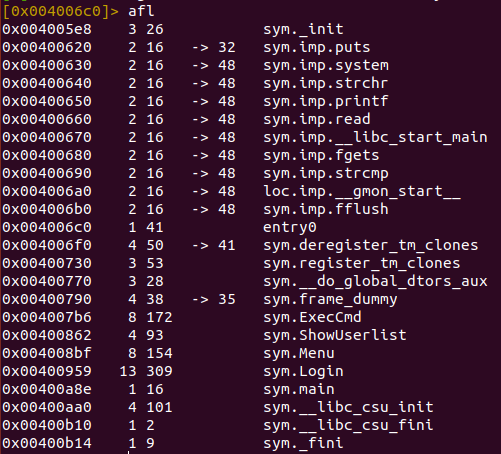 [0x004006c0]> afl
0x004005e8 3 26 sym._init
0x00400620 2 16 -> 32 sym.imp.puts
0x00400630 2 16 -> 48 sym.imp.system
0x00400640 2 16 -> 48 sym.imp.strchr
0x00400650 2 16 -> 48 sym.imp.printf
0x00400660 2 16 -> 48 sym.imp.read
0x00400670 2 16 -> 48 sym.imp.__libc_start_main
0x00400680 2 16 -> 48 sym.imp.fgets
0x00400690 2 16 -> 48 sym.imp.strcmp
0x004006a0 2 16 -> 48 loc.imp.__gmon_start__
0x004006b0 2 16 -> 48 sym.imp.fflush
0x004006c0 1 41 entry0
0x004006f0 4 50 -> 41 sym.deregister_tm_clones
0x00400730 3 53 sym.register_tm_clones
0x00400770 3 28 sym.__do_global_dtors_aux
0x00400790 4 38 -> 35 sym.frame_dummy
0x004007b6 8 172 sym.ExecCmd
0x00400862 4 93 sym.ShowUserlist
0x004008bf 8 154 sym.Menu
0x00400959 13 309 sym.Login
0x00400a8e 1 16 sym.main
0x00400aa0 4 101 sym.__libc_csu_init
0x00400b10 1 2 sym.__libc_csu_fini
0x00400b14 1 9 sym._fini